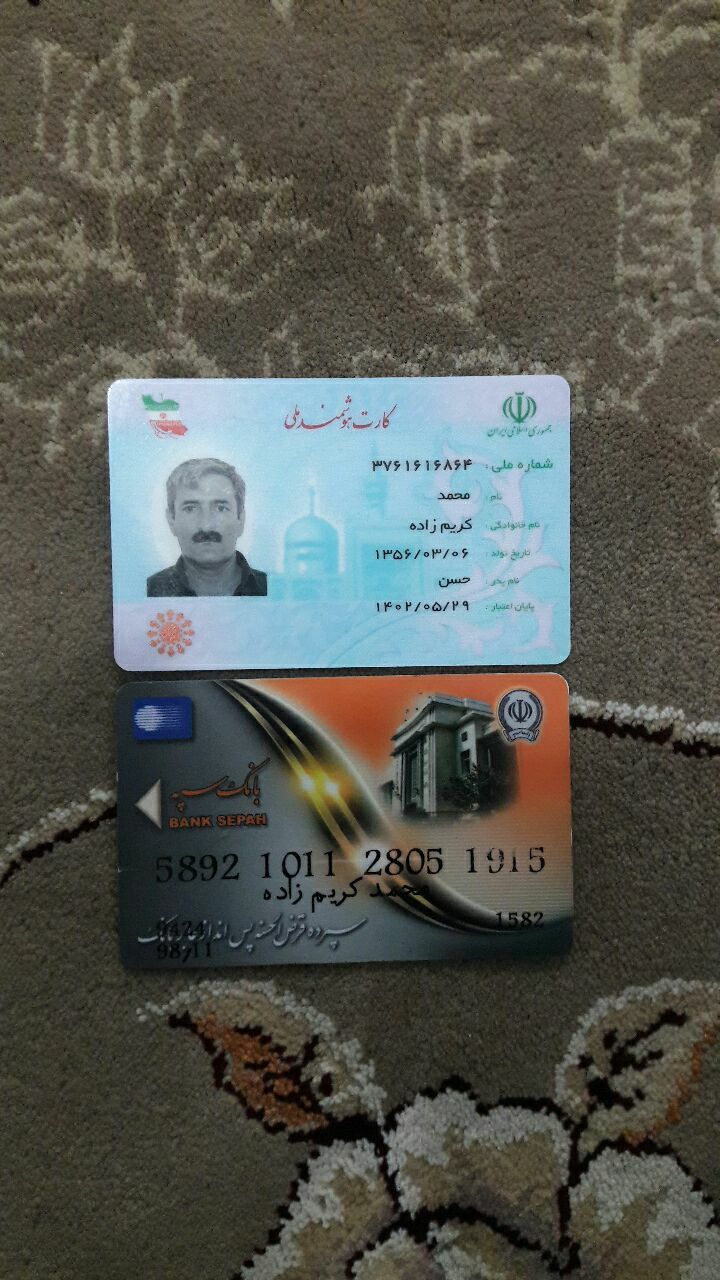 کارت هوشمند ملی
جمهوری اسلامی ایران
شماره ملی : ۳۷۶۱۶۱۶۸۶۴
نام : محمد
نام خانوادگی : کریم زاده
تاریخ تولد : ۱۳۵۶/۰۳/۰۶
نام پدر : حسن
پایان اعتبار : ۱۴۰۲/۰۵/۲۹
بانک سپه
BANK SEPAH
5892 1011 2805 1915
محمد کریم زاده
1582
سپرده قرض الحسنه پس انداز
98/11